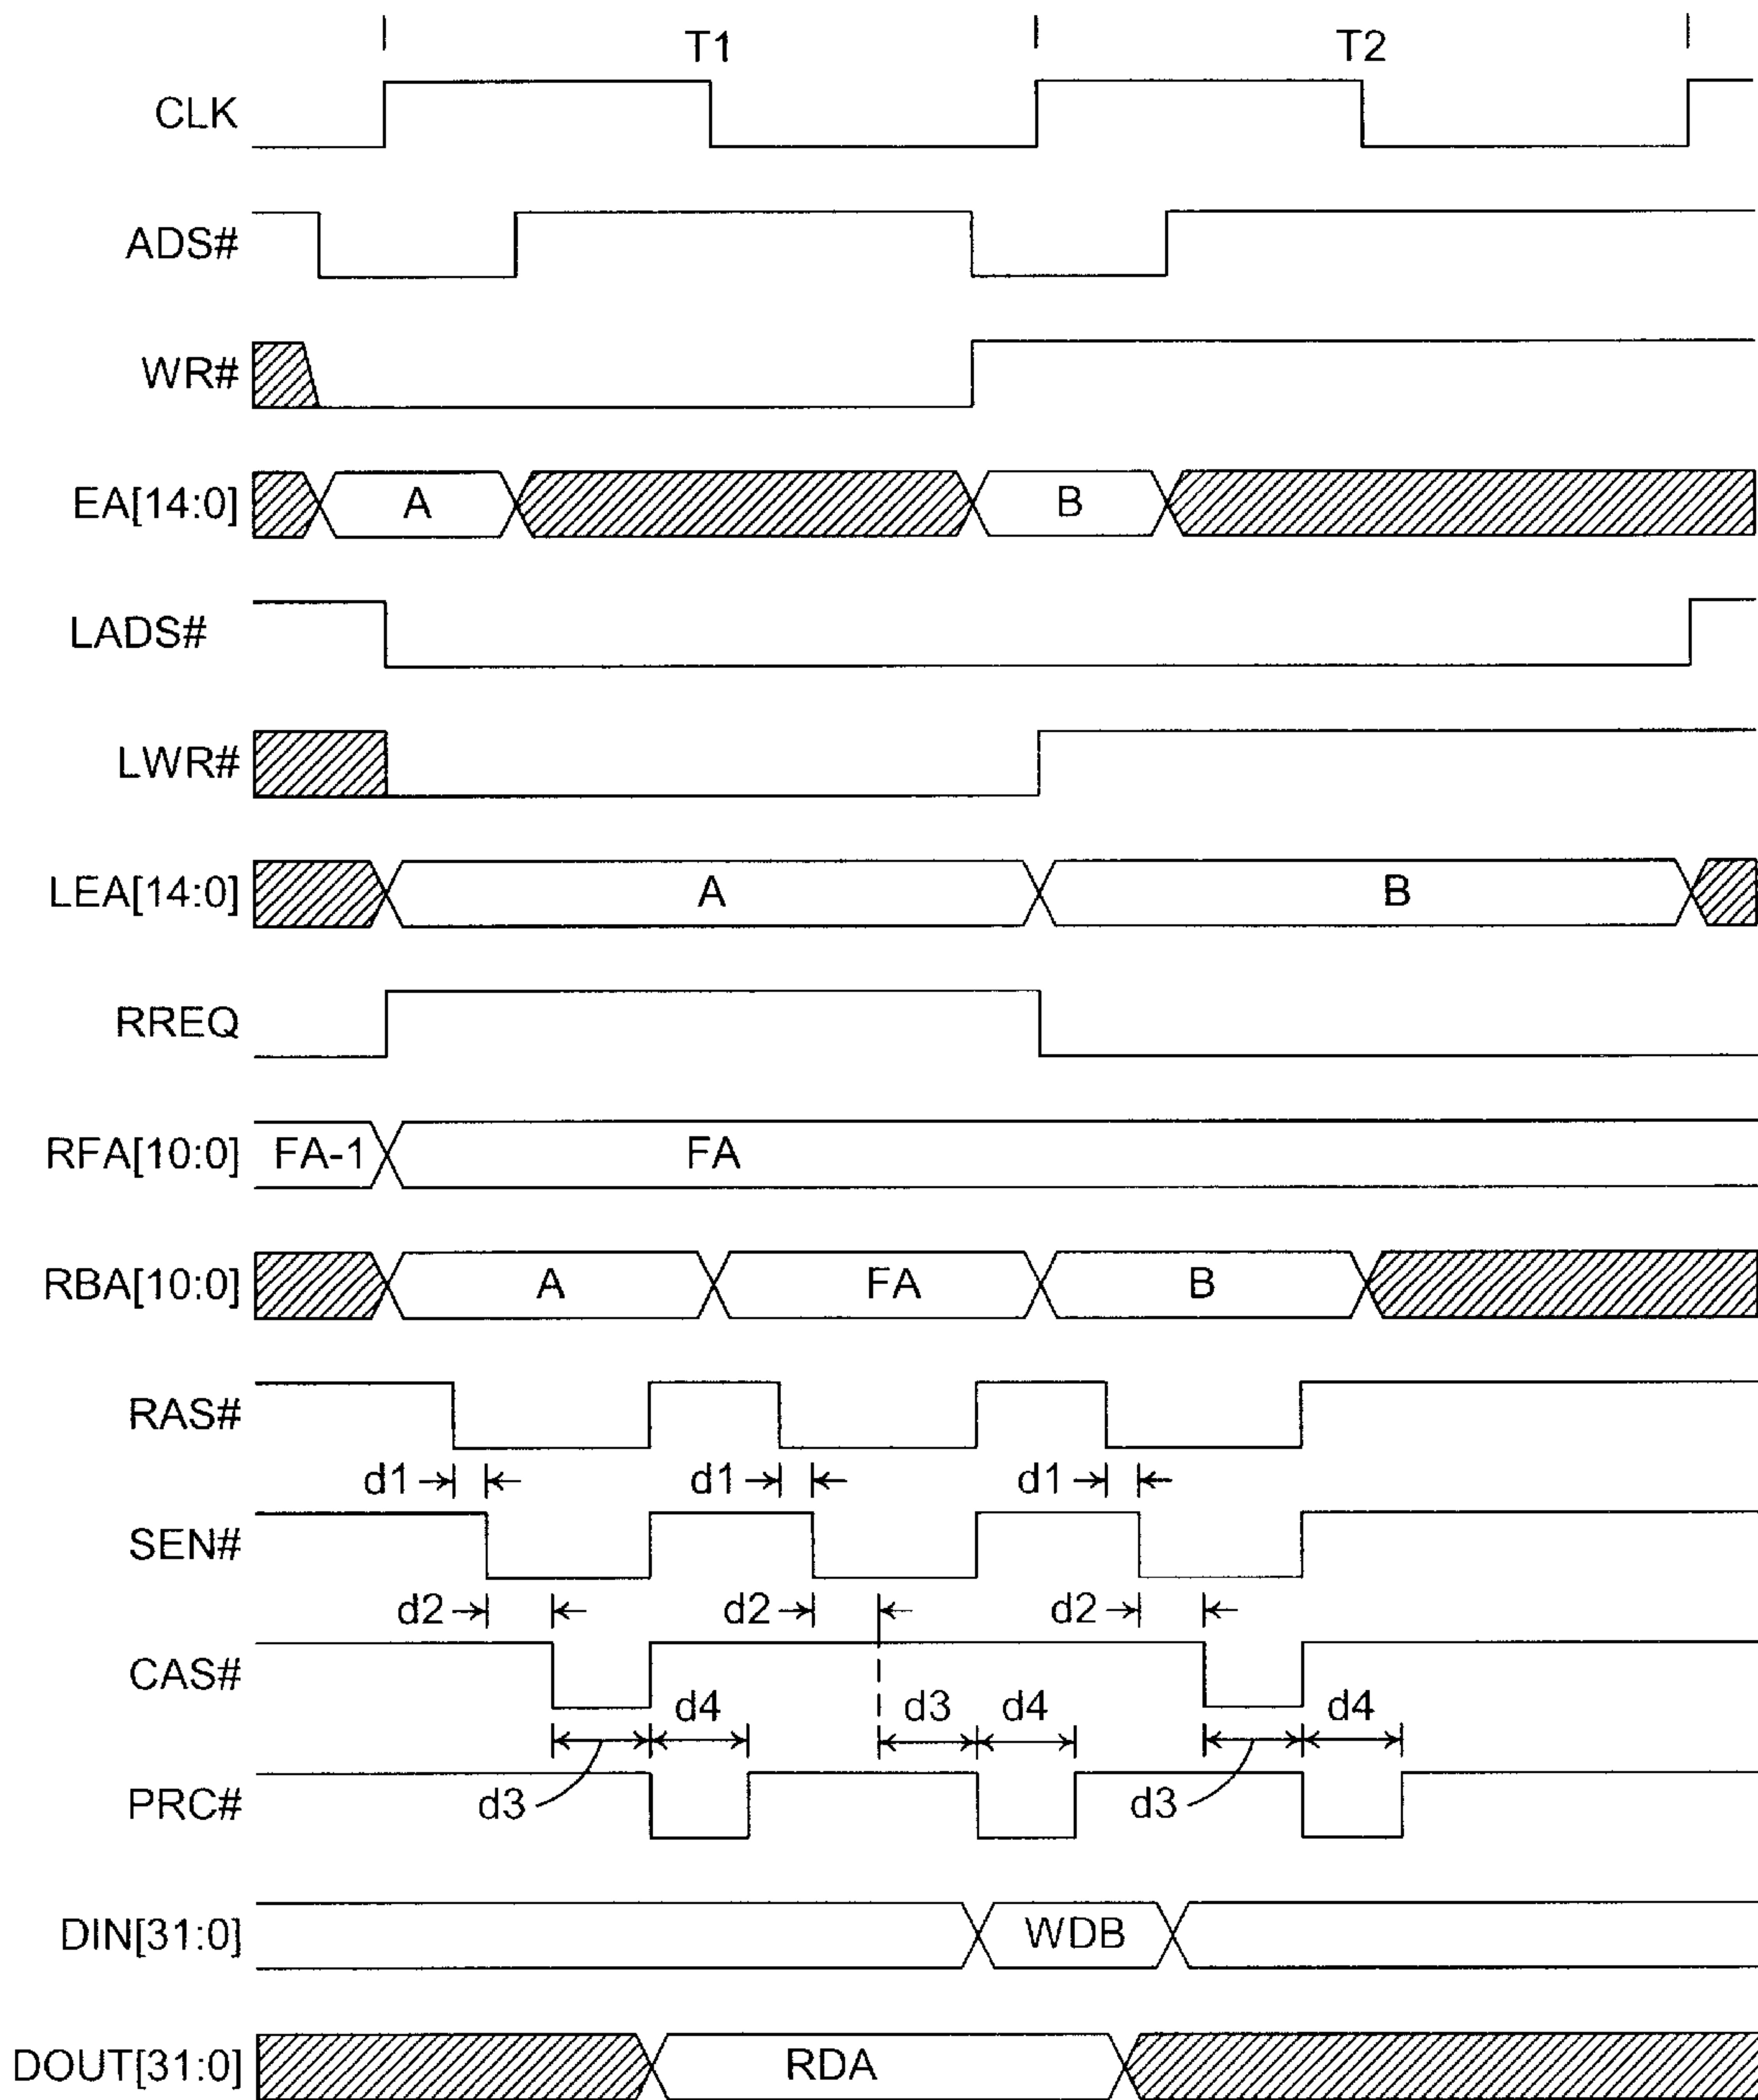 T1 T2
CLK
ADS#
WR#
EA[14:0] A B
LADS#
LWR#
LEA[14:0] A B
RREQ
RFA[10:0] FA-1 FA
RBA[10:0] A FA B
RAS#
d1 d1 d1
SEN#
d2 d2 d2
CAS#
d4 d3 d4 d4
PRC# d3 d3
DIN[31:0] WDB
DOUT[31:0] RDA